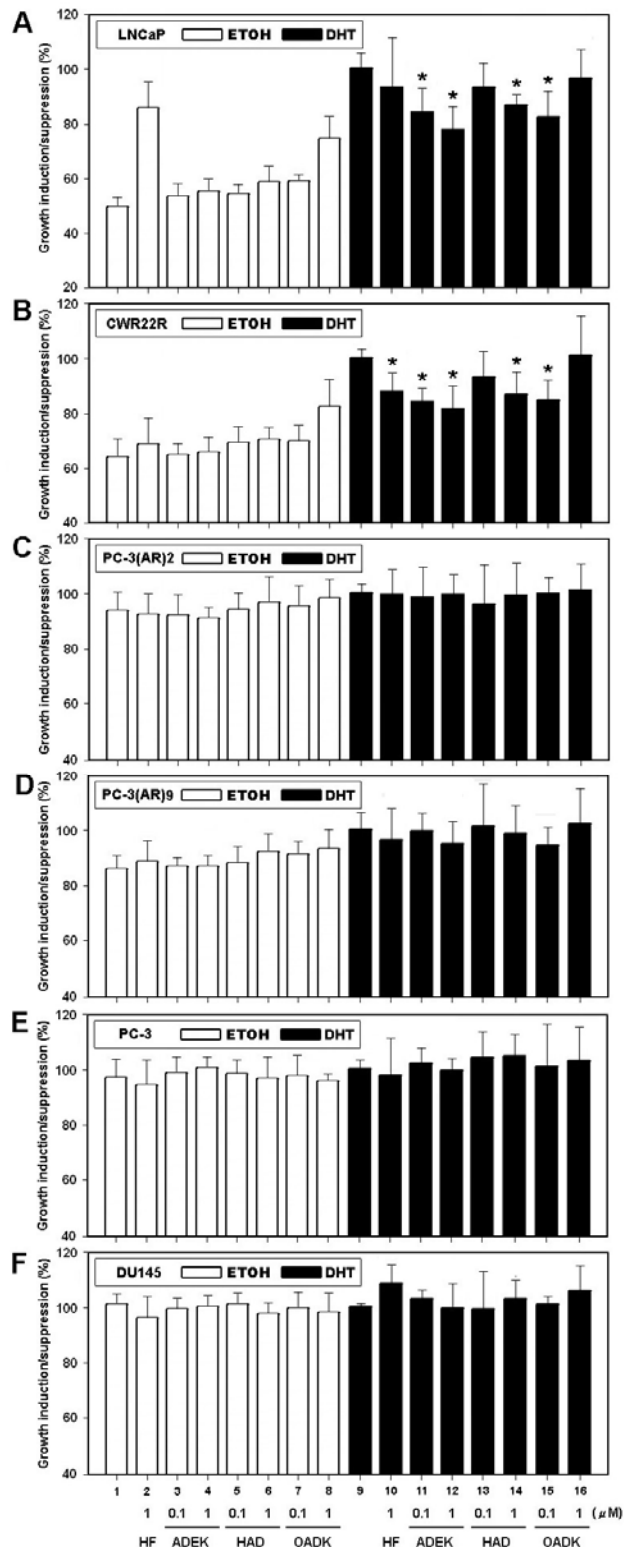 A
LNCaP ETOH DHT
Growth induction/suppression (%)
120
100
80
60
40
20
* * * *
B
CWR22R ETOH DHT
Growth induction/suppression (%)
120
100
80
60
40
* * * * *
C
PC-3(AR)2 ETOH DHT
Growth induction/suppression (%)
120
100
80
60
40
D
PC-3(AR)9 ETOH DHT
Growth induction/suppression (%)
120
100
80
60
40
E
PC-3 ETOH DHT
Growth induction/suppression (%)
120
100
80
60
40
F
DU145 ETOH DHT
Growth induction/suppression (%)
120
100
80
60
40
1 2 3 4 5 6 7 8 9 10 11 12 13 14 15 16
1 0.1 1 0.1 1 0.1 1 1 0.1 1 0.1 1 0.1 1 (μM)
HF ADEK HAD OADK HF ADEK HAD OADK